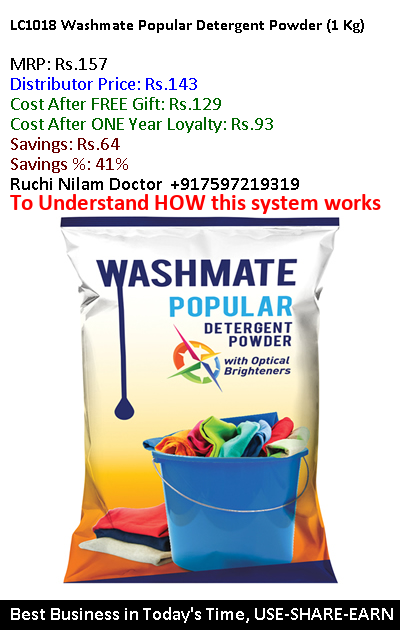 LC1018 Washmate Popular Detergent Powder (1 Kg)
MRP: Rs.157
Distributor Price: Rs.143
Cost After FREE Gift: Rs.129
Cost After ONE Year Loyalty: Rs.93
Savings: Rs.64
Savings %: 41%
Ruchi Nilam Doctor +917597219319
To Understand HOW this system works
WASHMATE
POPULAR
DETERGENT
POWDER
with Optical
Brighteners
Best Business in Today's Time, USE-SHARE-EARN